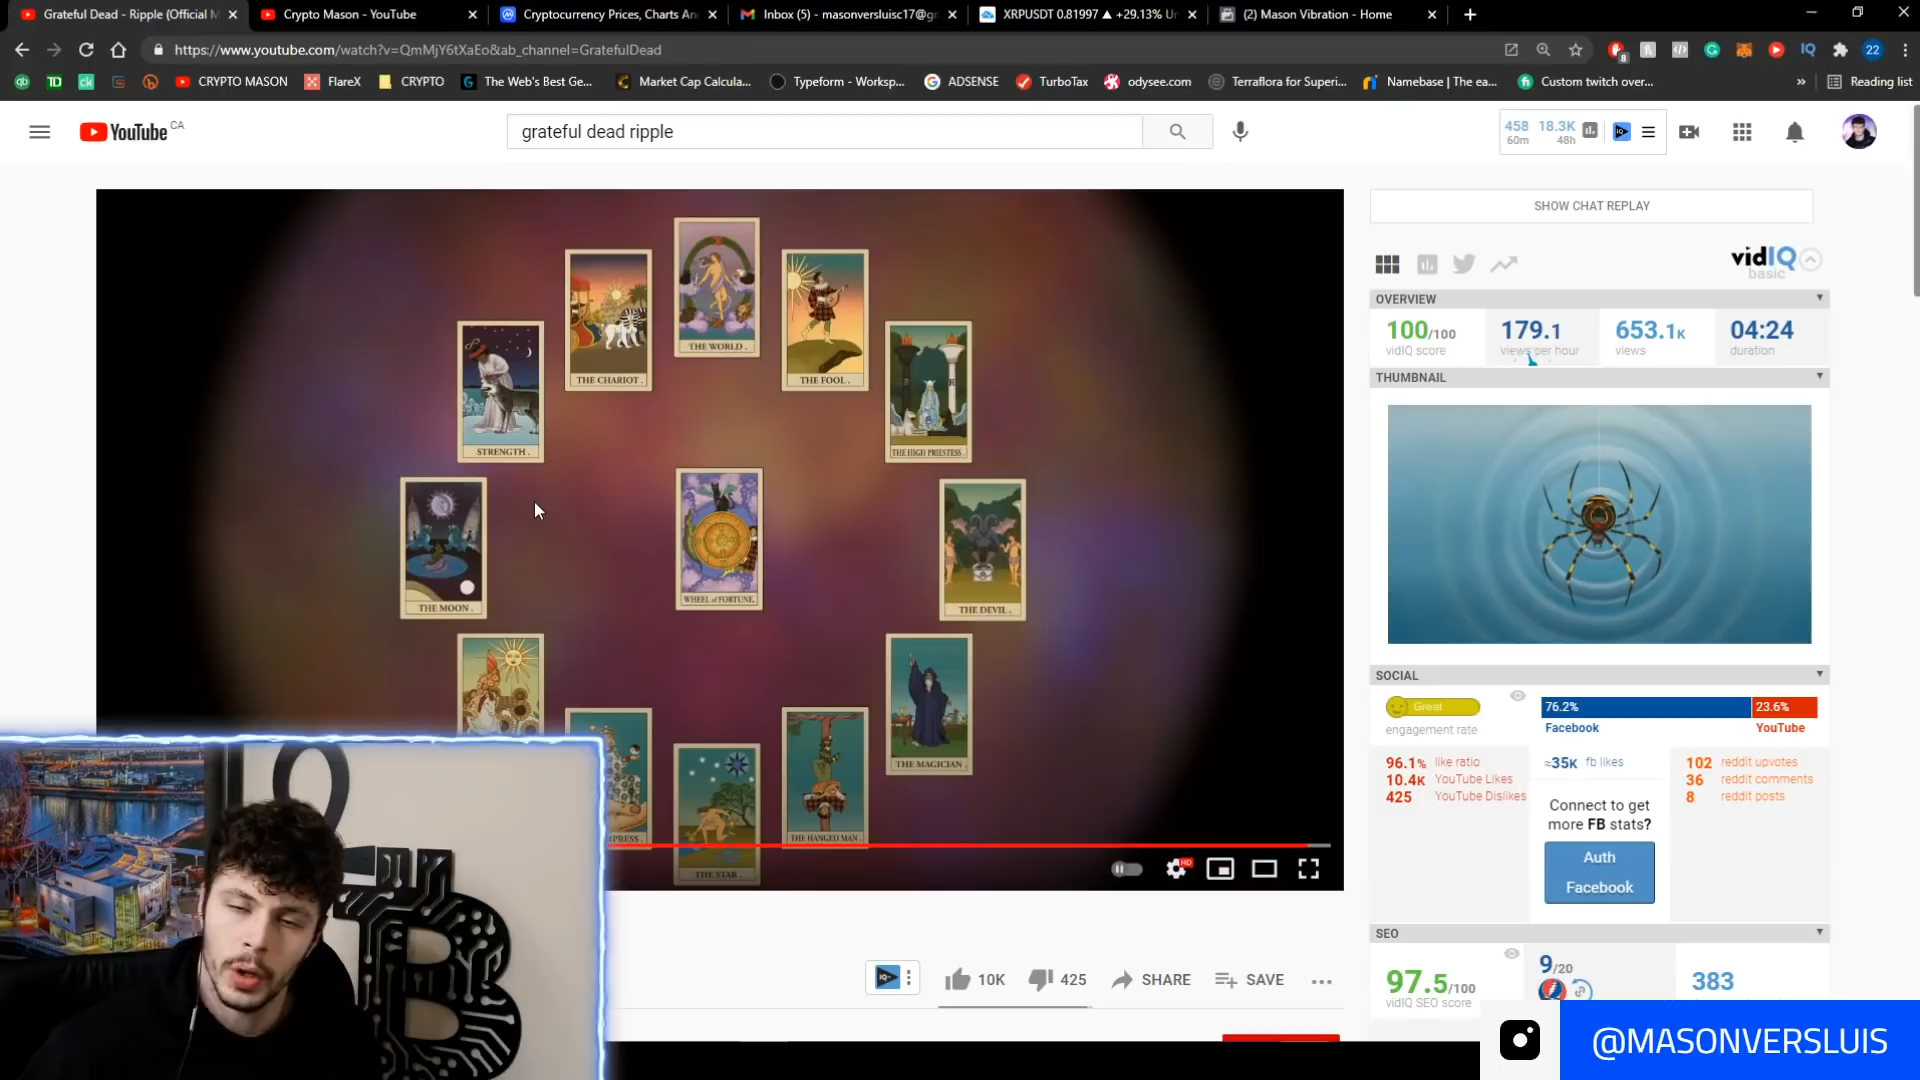 Grateful Dead - Ripple (Official M
Crypto Mason - YouTube
Cryptocurrency Prices, Charts An
Inbox (5) - masonversluisc17@g
XRPUSDT 0.81997 ▲ +29.13% U
(2) Mason Vibration - Home
https://www.youtube.com/watch?v=QmMjY6tXaEo&ab_channel=GratefulDead
8
22
qb
TD
ck
CRYPTO MASON
FlareX
CRYPTO
The Web's Best Ge...
Market Cap Calcula...
Typeform - Worksp...
ADSENSE
TurboTax
odysee.com
Terraflora for Superi...
Namebase | The ea...
Custom twitch over...
»
Reading list
YouTube CA
grateful dead ripple
458 18.3K
60m 48h
SHOW CHAT REPLAY
vidIQ
basic
OVERVIEW
100/100 179.1 653.1K 04:24
vidIQ score views per hour views duration
THUMBNAIL
THE WORLD.
THE CHARIOT.
THE FOOL.
STRENGTH.
THE HIGH PRIESTESS.
THE MOON.
WHEEL of FORTUNE.
THE DEVIL.
THE MAGICIAN.
THE HANGED MAN.
THE STAR.
HD
SOCIAL
Great
engagement rate
76.2% 23.6%
Facebook YouTube
96.1% like ratio
10.4K YouTube Likes
425 YouTube Dislikes
≈35K fb likes
102 reddit upvotes
36 reddit comments
8 reddit posts
Connect to get
more FB stats?
Auth
Facebook
SEO
97.5/100
vidIQ SEO score
9/20
383
IQ
10K
425
SHARE
SAVE
@MASONVERSLUIS